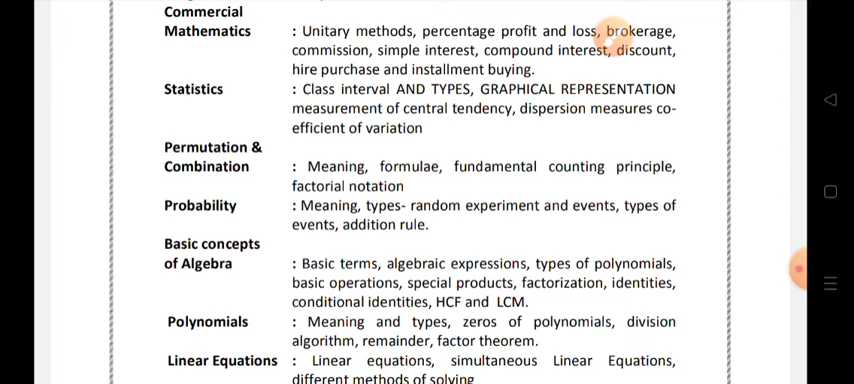 Commercial
Mathematics : Unitary methods, percentage profit and loss, brokerage,
commission, simple interest, compound interest, discount,
hire purchase and installment buying.
Statistics : Class interval AND TYPES, GRAPHICAL REPRESENTATION
measurement of central tendency, dispersion measures co-
efficient of variation
Permutation &
Combination : Meaning, formulae, fundamental counting principle,
factorial notation
Probability : Meaning, types- random experiment and events, types of
events, addition rule.
Basic concepts
of Algebra : Basic terms, algebraic expressions, types of polynomials,
basic operations, special products, factorization, identities,
conditional identities, HCF and LCM.
Polynomials : Meaning and types, zeros of polynomials, division
algorithm, remainder, factor theorem.
Linear Equations : Linear equations, simultaneous Linear Equations,
different methods of solving